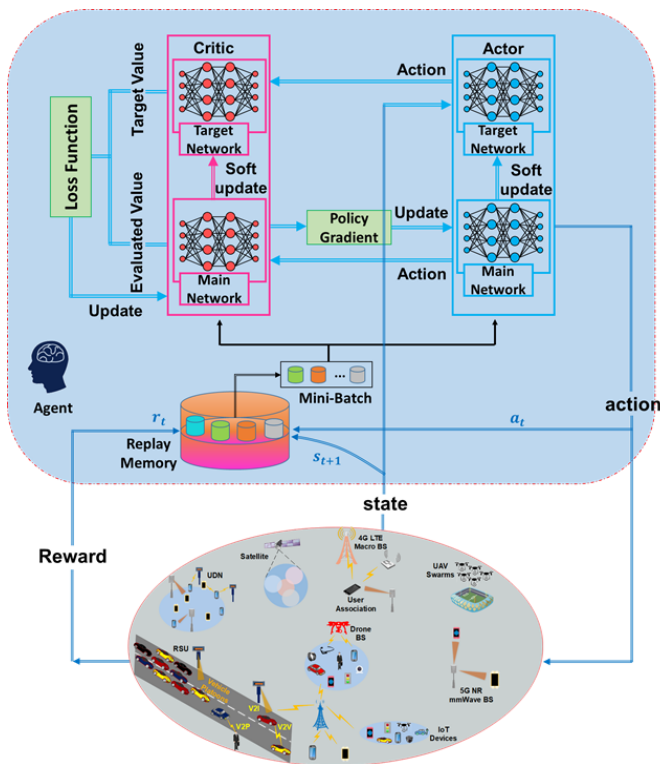 Critic
Actor
Target Value
Action
Target
Network
Target
Network
Loss Function
Soft
update
Soft
update
Evaluated Value
Policy
Gradient
Update
Main
Network
Action
Main
Network
Update
Agent
Mini-Batch
...
action
r_t
a_t
Replay
Memory
s_{t+1}
state
Reward
4G LTE
Macro BS
Satellite
UAV
Swarms
UDN
User
Association
Drone
BS
RSU
5G NR
mmWave BS
V2I
V2V
V2P
IoT
Devices